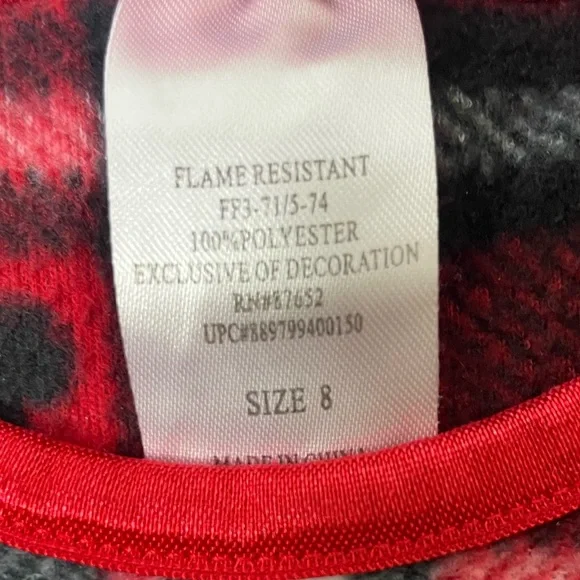 FLAME RESISTANT
FF3-71/5-74
100%POLYESTER
EXCLUSIVE OF DECORATION
RN#87652
UPC#889799400150
SIZE 8
MADE IN CHINA